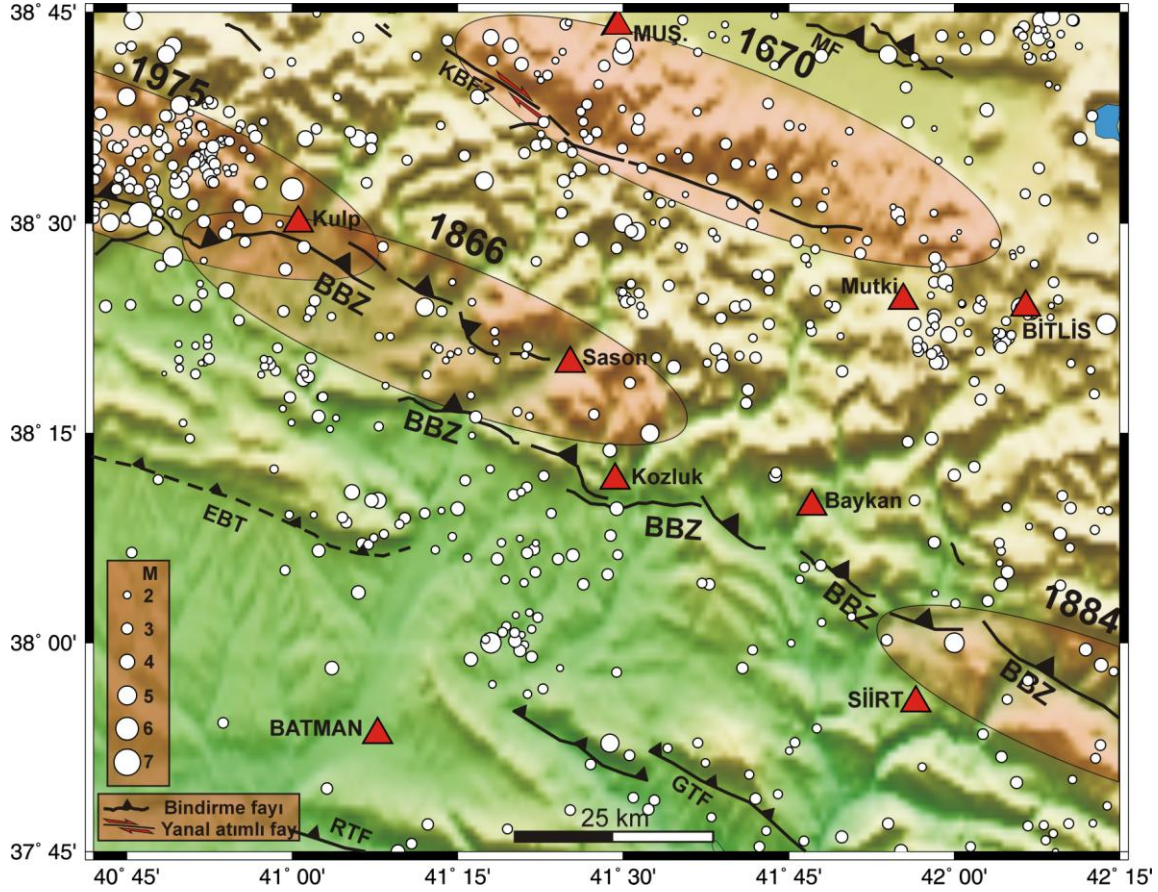 38° 45'
38° 30'
38° 15'
38° 00'
37° 45'
MUŞ.
1670
MF
1975
KBFZ
Kulp
1866
BBZ
Mutki
BİTLİS
Sason
BBZ
Kozluk
EBT
BBZ
Baykan
BBZ
1884
BBZ
SİİRT
BATMAN
GTF
RTF
M
2
3
4
5
6
7
Bindirme fayı
Yanal atımlı fay
25 km
40° 45'
41° 00'
41° 15'
41° 30'
41° 45'
42° 00'
42° 15'